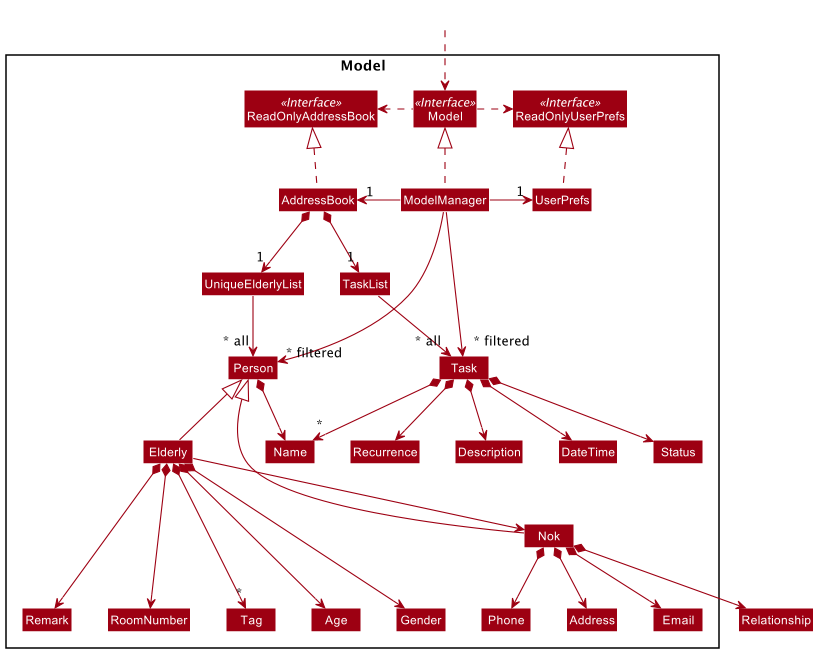 Model
«Interface»
ReadOnlyAddressBook
«Interface»
Model
«Interface»
ReadOnlyUserPrefs
AddressBook
1
ModelManager
1
UserPrefs
1
1
UniqueElderlyList
TaskList
* all
* filtered
* all
* filtered
Person
Task
*
Elderly
Name
Recurrence
Description
DateTime
Status
Nok
*
Remark
RoomNumber
Tag
Age
Gender
Phone
Address
Email
Relationship